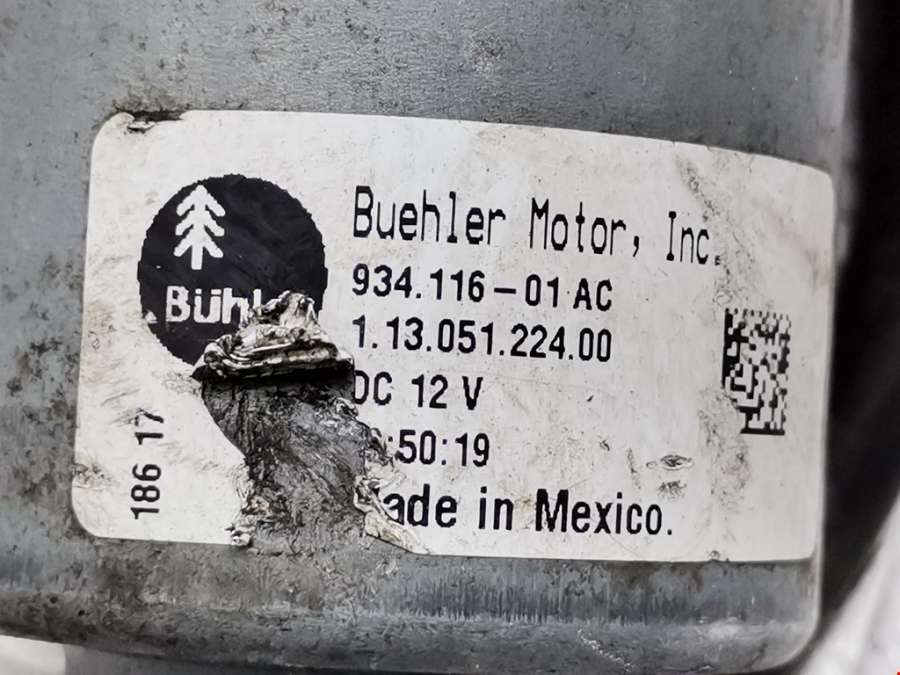 Buehler Motor, Inc.
934.116-01 AC
1.13.051.224.00
DC 12 V
:50:19
Made in Mexico.
186 17